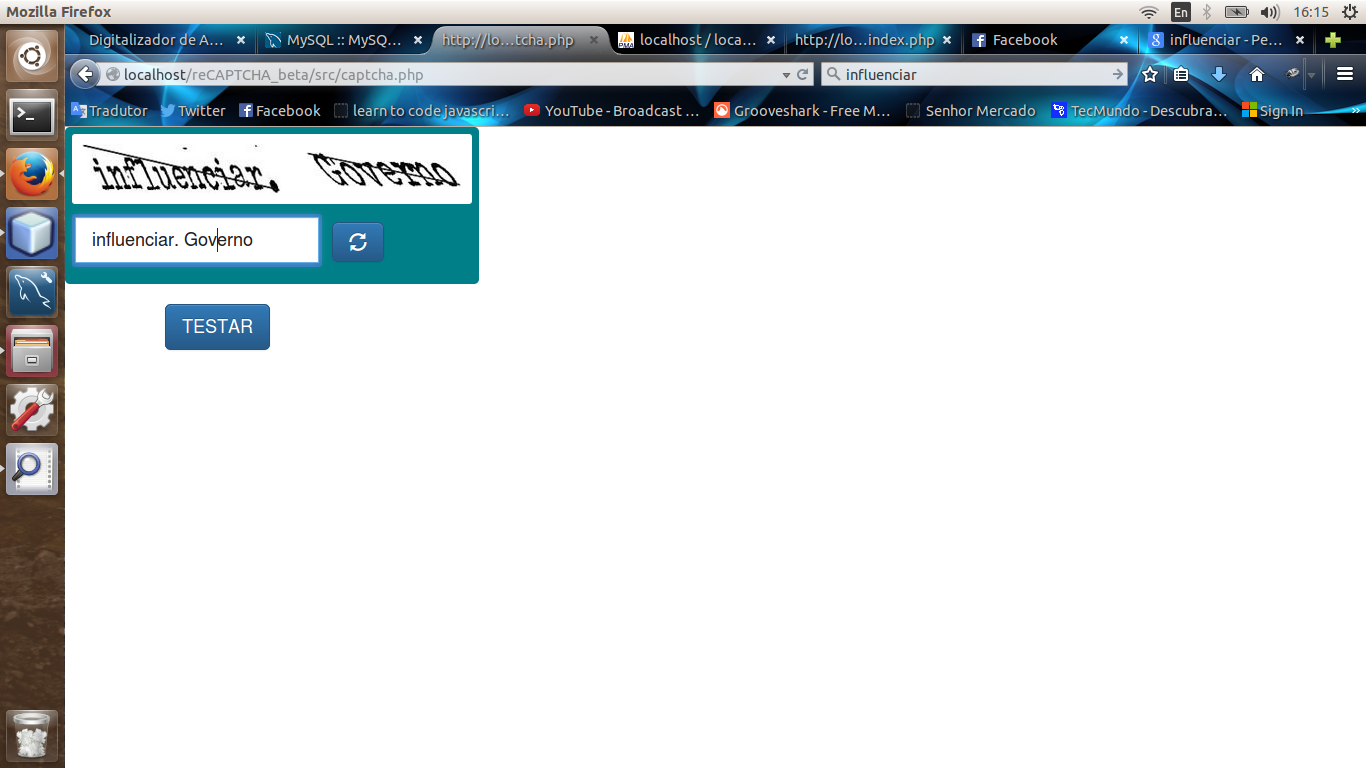 Mozilla Firefox
En
16:15
Digitalizador de A...
MySQL :: MySQ...
http://lo...tcha.php
PMA
localhost / loca...
http://lo...index.php
Facebook
influenciar - Pe...
localhost/reCAPTCHA_beta/src/captcha.php
influenciar
Tradutor
Twitter
Facebook
learn to code javascri...
YouTube - Broadcast ...
Grooveshark - Free M...
Senhor Mercado
TecMundo - Descubra...
Sign In
influenciar. Governo
influenciar. Governo
TESTAR